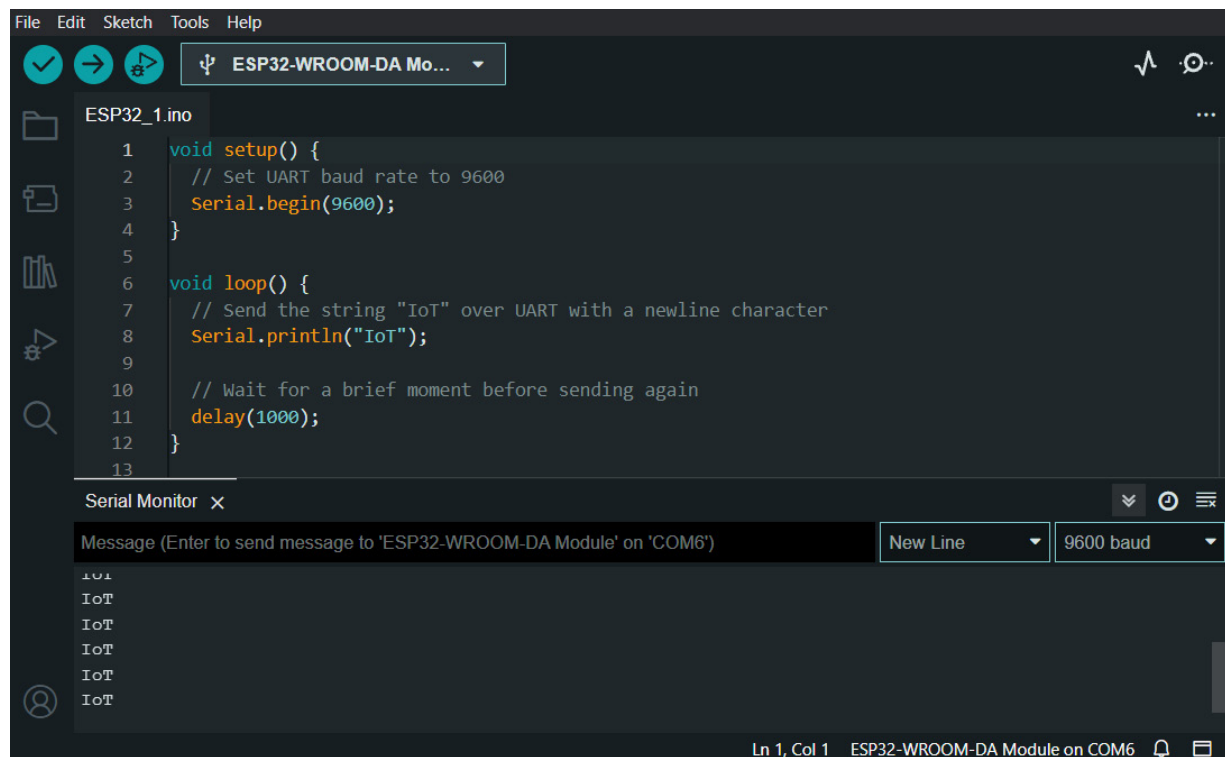 File Edit Sketch Tools Help
ESP32-WROOM-DA Mo...
ESP32_1.ino
1 void setup() {
2 // Set UART baud rate to 9600
3 Serial.begin(9600);
4 }
5
6 void loop() {
7 // Send the string "IoT" over UART with a newline character
8 Serial.println("IoT");
9
10 // Wait for a brief moment before sending again
11 delay(1000);
12 }
13
Serial Monitor
Message (Enter to send message to 'ESP32-WROOM-DA Module' on 'COM6')
New Line
9600 baud
IoT
IoT
IoT
IoT
IoT
IoT
Ln 1, Col 1 ESP32-WROOM-DA Module on COM6